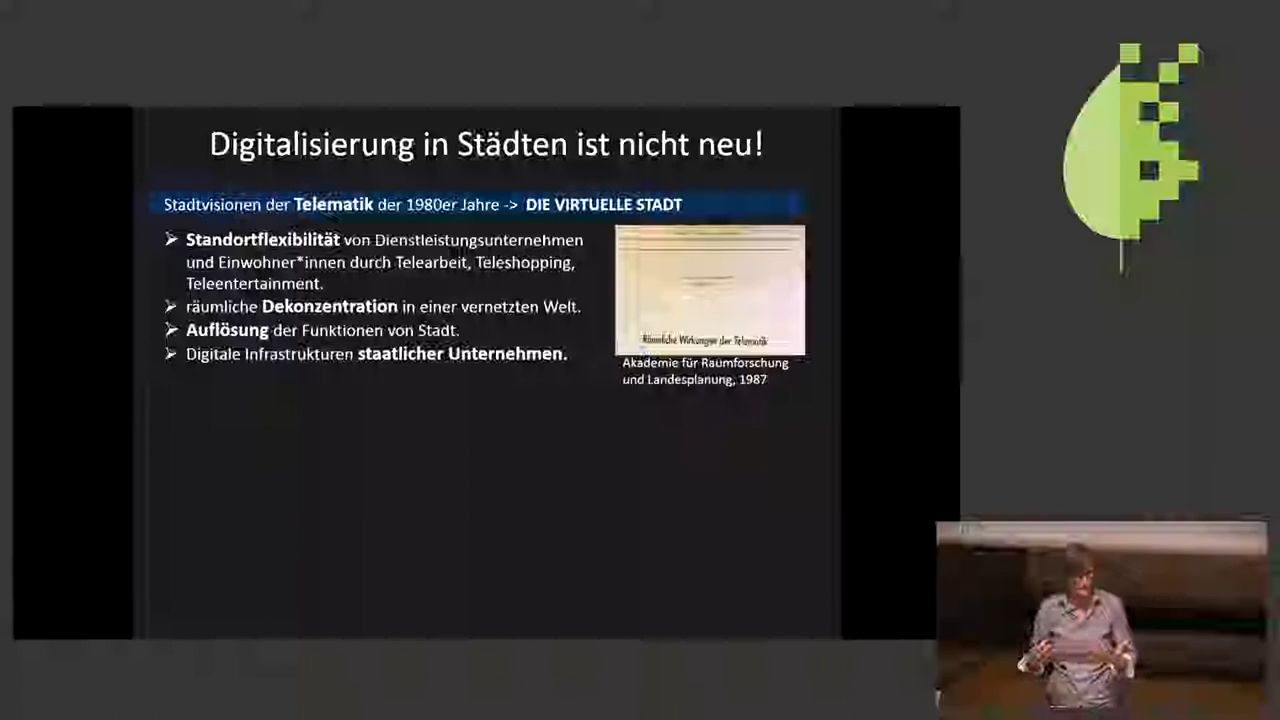 Digitalisierung in Städten ist nicht neu!
Stadtvisionen der Telematik der 1980er Jahre -> DIE VIRTUELLE STADT
➢ Standortflexibilität von Dienstleistungsunternehmen
und Einwohner*innen durch Telearbeit, Teleshopping,
Teleentertainment.
➢ räumliche Dekonzentration in einer vernetzten Welt.
➢ Auflösung der Funktionen von Stadt.
➢ Digitale Infrastrukturen staatlicher Unternehmen.
Räumliche Wirkungen der Telematik
Akademie für Raumforschung
und Landesplanung, 1987